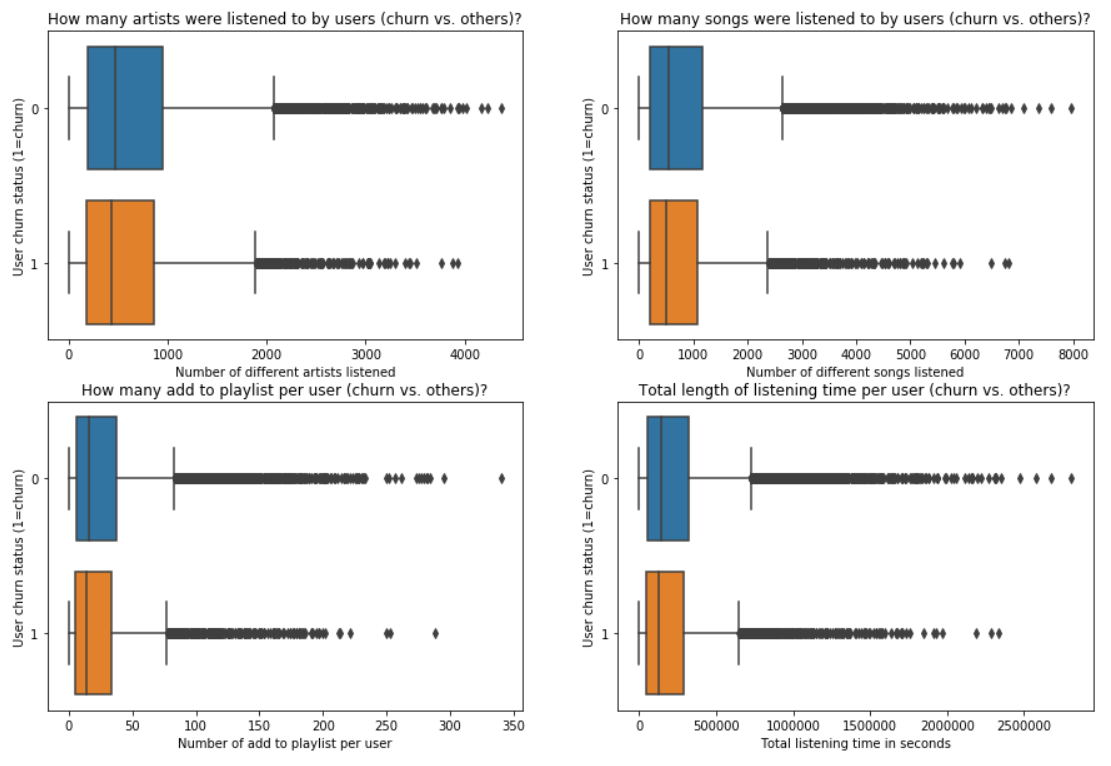 How many artists were listened to by users (churn vs. others)?
User churn status (1=churn)
0
1
0 1000 2000 3000 4000
Number of different artists listened
How many songs were listened to by users (churn vs. others)?
User churn status (1=churn)
0
1
0 1000 2000 3000 4000 5000 6000 7000 8000
Number of different songs listened
How many add to playlist per user (churn vs. others)?
User churn status (1=churn)
0
1
0 50 100 150 200 250 300 350
Number of add to playlist per user
Total length of listening time per user (churn vs. others)?
User churn status (1=churn)
0
1
0 500000 1000000 1500000 2000000 2500000
Total listening time in seconds